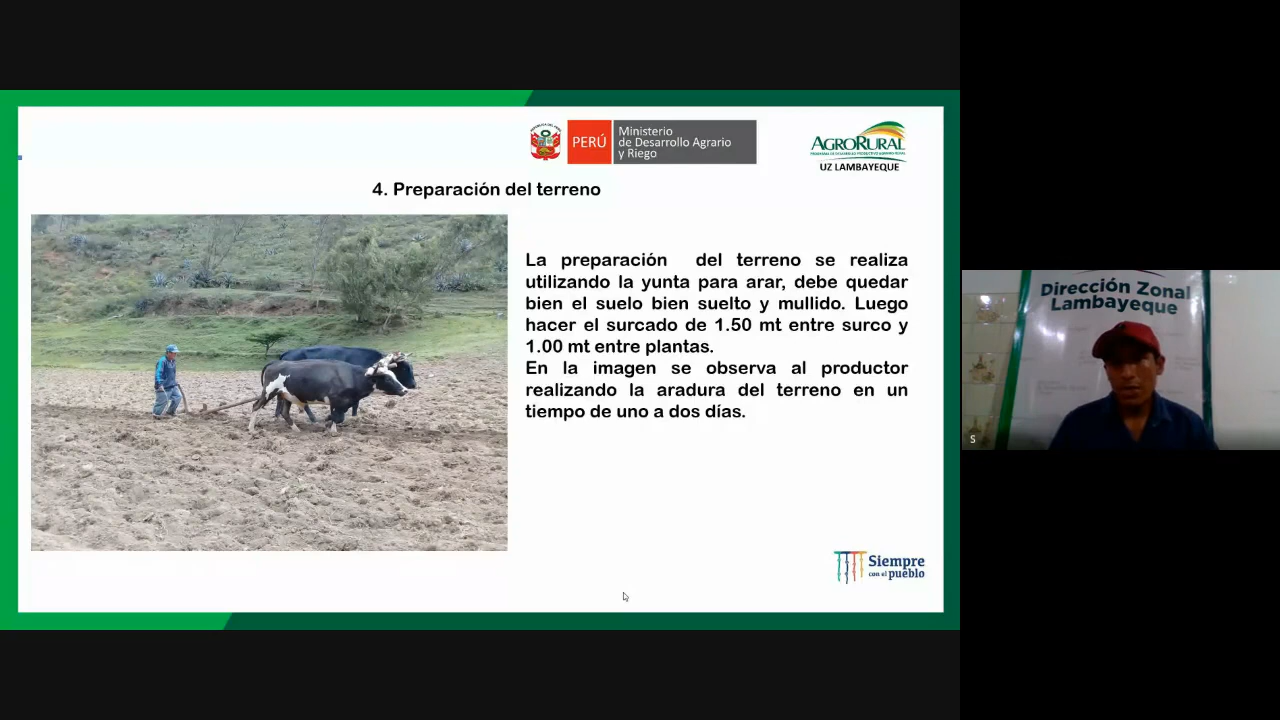 PERÚ
Ministerio
de Desarrollo Agrario
y Riego
AGRORURAL
UZ LAMBAYEQUE
4. Preparación del terreno
La preparación del terreno se realiza
utilizando la yunta para arar, debe quedar
bien el suelo bien suelto y mullido. Luego
hacer el surcado de 1.50 mt entre surco y
1.00 mt entre plantas.
En la imagen se observa al productor
realizando la aradura del terreno en un
tiempo de uno a dos días.
Siempre
con el pueblo
Dirección Zonal
Lambayeque
S